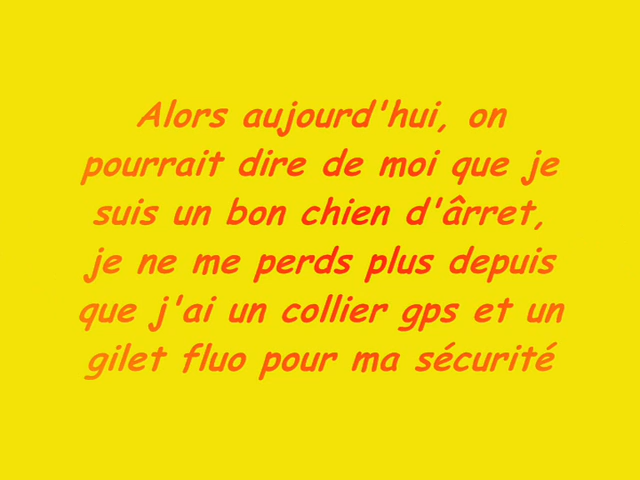 Alors aujourd'hui, on
pourrait dire de moi que je
suis un bon chien d'ârret,
je ne me perds plus depuis
que j'ai un collier gps et un
gilet fluo pour ma sécurité